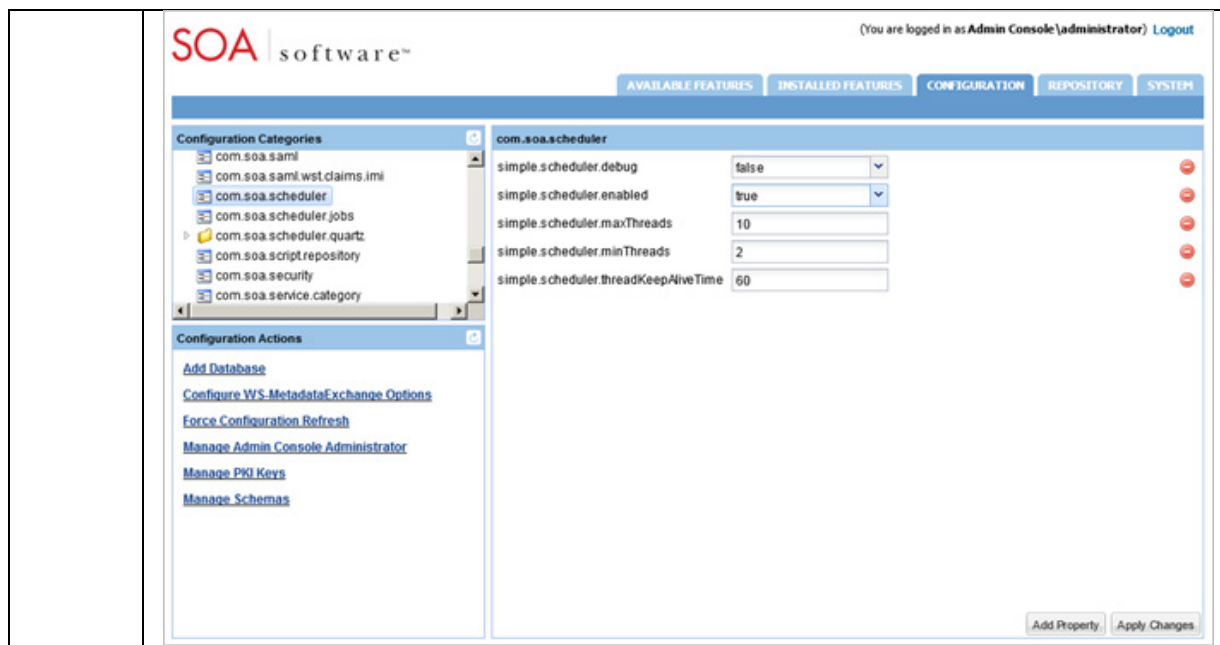 SOA software™
(You are logged in as Admin Console\administrator) Logout
AVAILABLE FEATURES INSTALLED FEATURES CONFIGURATION REPOSITORY SYSTEM
Configuration Categories
com.soa.saml
com.soa.saml.wst.claims.imi
com.soa.scheduler
com.soa.scheduler.jobs
com.soa.scheduler.quartz
com.soa.script.repository
com.soa.security
com.soa.service.category
Configuration Actions
Add Database
Configure WS-MetadataExchange Options
Force Configuration Refresh
Manage Admin Console Administrator
Manage PKI Keys
Manage Schemas
com.soa.scheduler
simple.scheduler.debug false
simple.scheduler.enabled true
simple.scheduler.maxThreads 10
simple.scheduler.minThreads 2
simple.scheduler.threadKeepAliveTime 60
Add Property Apply Changes